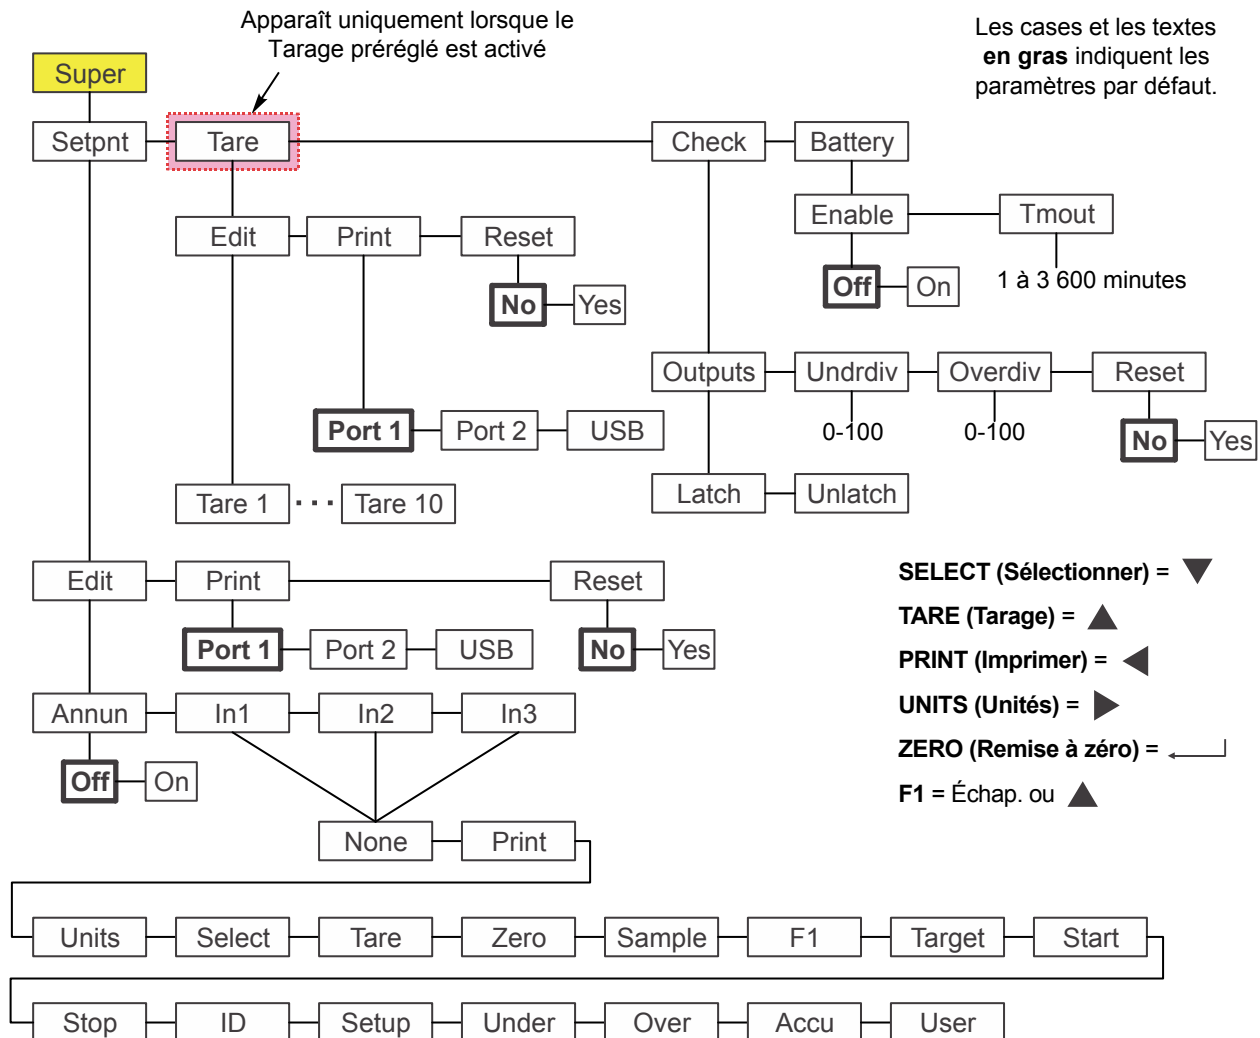 Apparaît uniquement lorsque le
Tarage préréglé est activé
Les cases et les textes
en gras indiquent les
paramètres par défaut.
Super
Setpnt Tare Check Battery
Enable Tmout
Edit Print Reset
Off On 1 à 3 600 minutes
No Yes
Outputs Undrdiv Overdiv Reset
Port 1 Port 2 USB 0-100 0-100 No Yes
Tare 1 ··· Tare 10 Latch Unlatch
Edit Print Reset
Port 1 Port 2 USB No Yes
Annun In1 In2 In3
Off On
None Print
SELECT (Sélectionner) = ▼
TARE (Tarage) = ▲
PRINT (Imprimer) = ◀
UNITS (Unités) = ▶
ZERO (Remise à zéro) = ↵
F1 = Échap. ou ▲
Units Select Tare Zero Sample F1 Target Start
Stop ID Setup Under Over Accu User